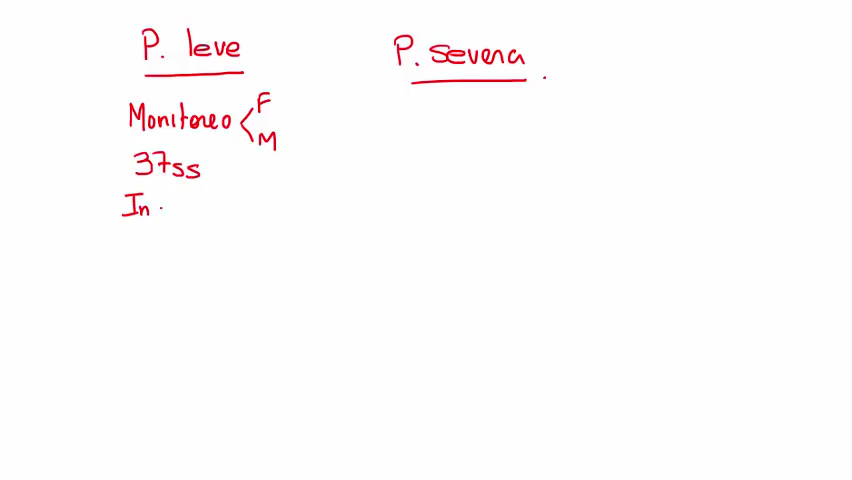 P. leve
P. severa
Monitoreo < F
M
37ss
In